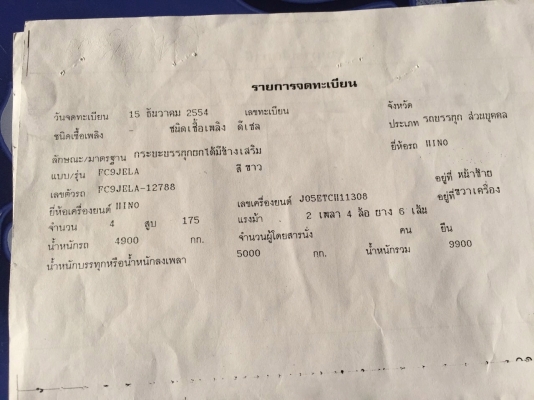 รายการจดทะเบียน
วันจดทะเบียน 15 ธันวาคม 2554 เลขทะเบียน จังหวัด
ชนิดเชื้อเพลิง - ชนิดเชื้อเพลิง ดีเซล ประเภท รถบรรทุก ส่วนบุคคล
ลักษณะ/มาตรฐาน กระบะบรรทุกยกได้มีข้างเสริม ยี่ห้อรถ HINO
แบบ/รุ่น FC9JELA สี ขาว
เลขตัวรถ FC9JELA-12788 อยู่ที่ หน้าซ้าย
ยี่ห้อเครื่องยนต์ HINO เลขเครื่องยนต์ J05ETCH11308 อยู่ที่ ขวาเครื่อง
จำนวน 4 สูบ 175 แรงม้า 2 เพลา 4 ล้อ ยาง 6 เส้น
น้ำหนักรถ 4900 กก. จำนวนผู้โดยสารนั่ง คน ยืน
น้ำหนักบรรทุกหรือน้ำหนักลงเพลา 5000 กก. น้ำหนักรวม 9900